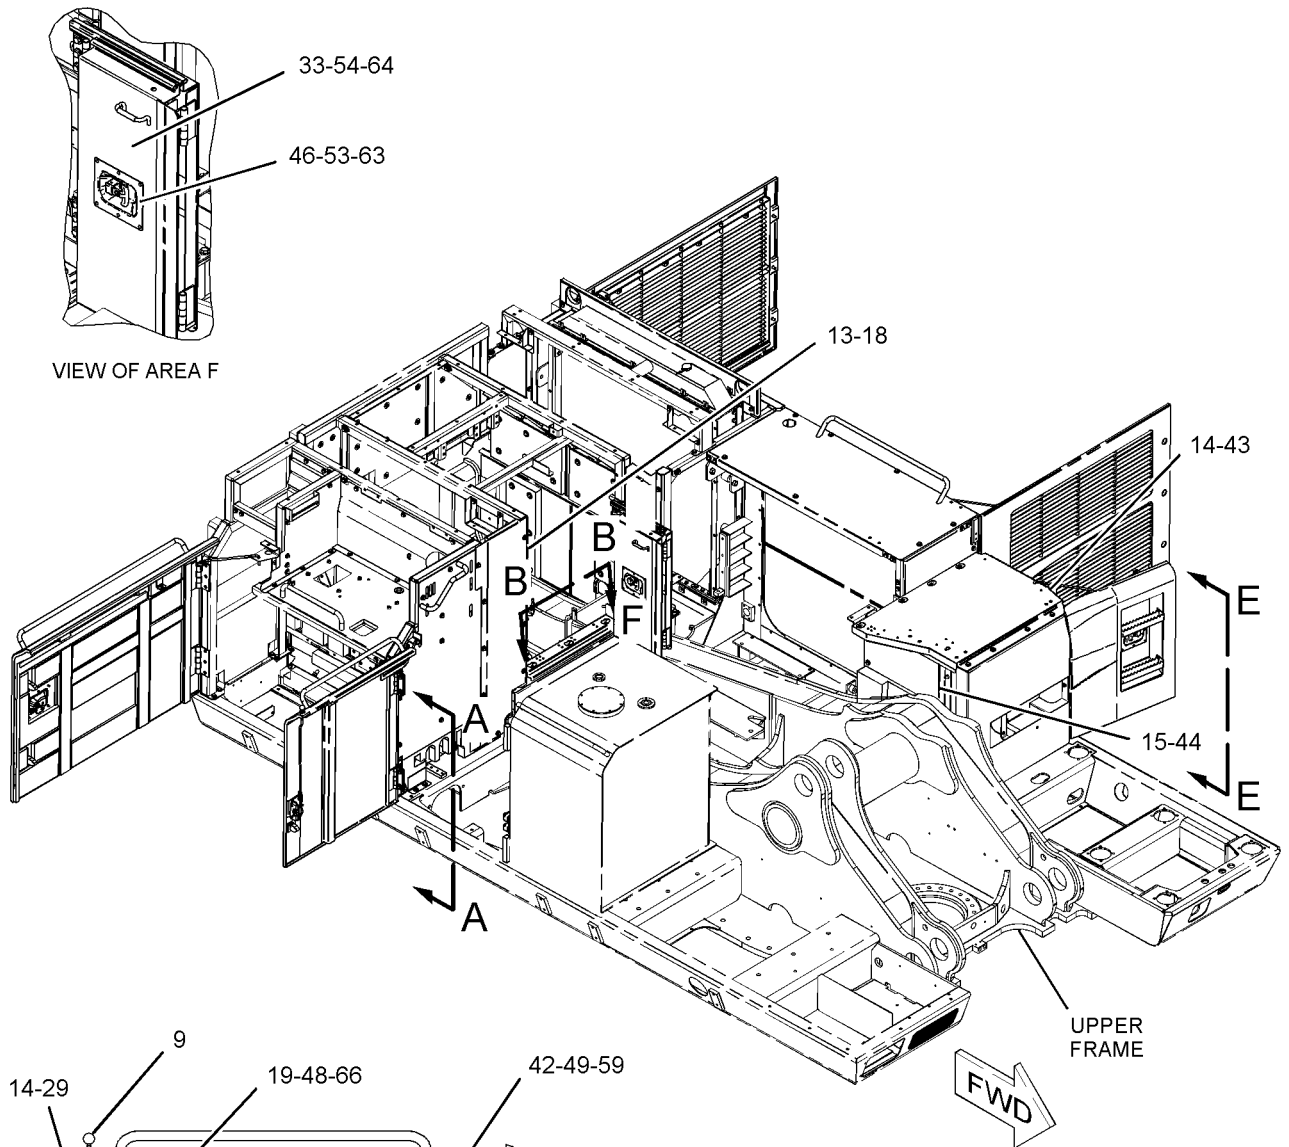 33-54-64
46-53-63
VIEW OF AREA F
13-18
14-43
B
B
F
E
A
15-44
E
A
UPPER
FRAME
9
14-29
19-48-66
42-49-59
FWD